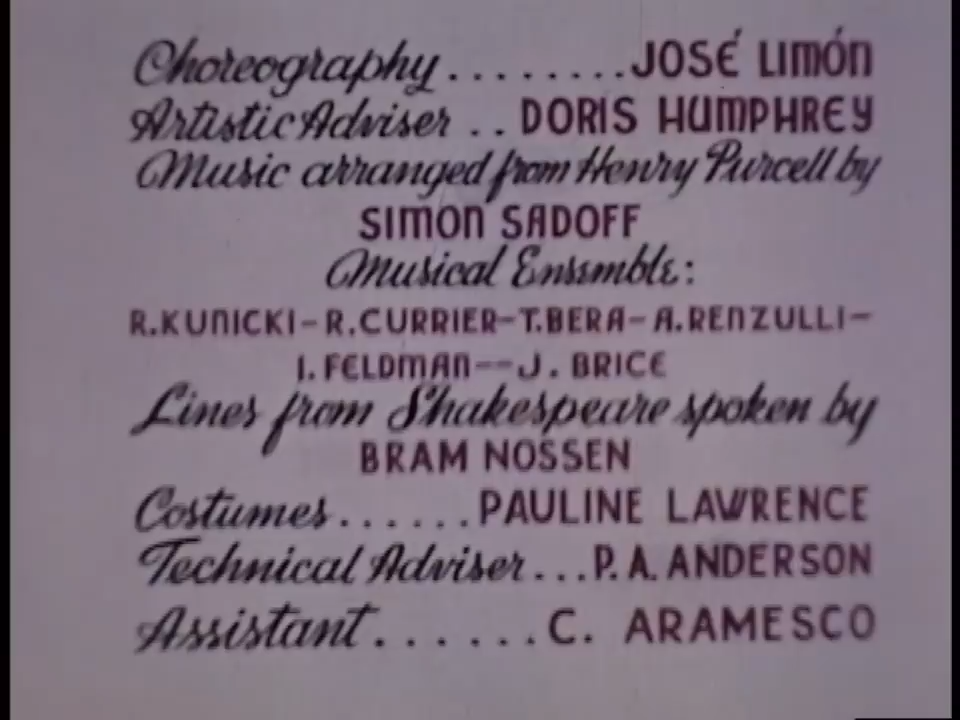 Choreography.........JOSÉ LIMÓN
Artistic Adviser .. DORIS HUMPHREY
Music arranged from Henry Purcell by
SIMON SADOFF
Musical Ensemble:
R.KUNICKI-R.CURRIER-T.BERA-A.RENZULLI-
I. FELDMAN--J. BRICE
Lines from Shakespeare spoken by
BRAM NOSSEN
Costumes......PAULINE LAWRENCE
Technical Adviser...P.A.ANDERSON
Assistant......C. ARAMESCO